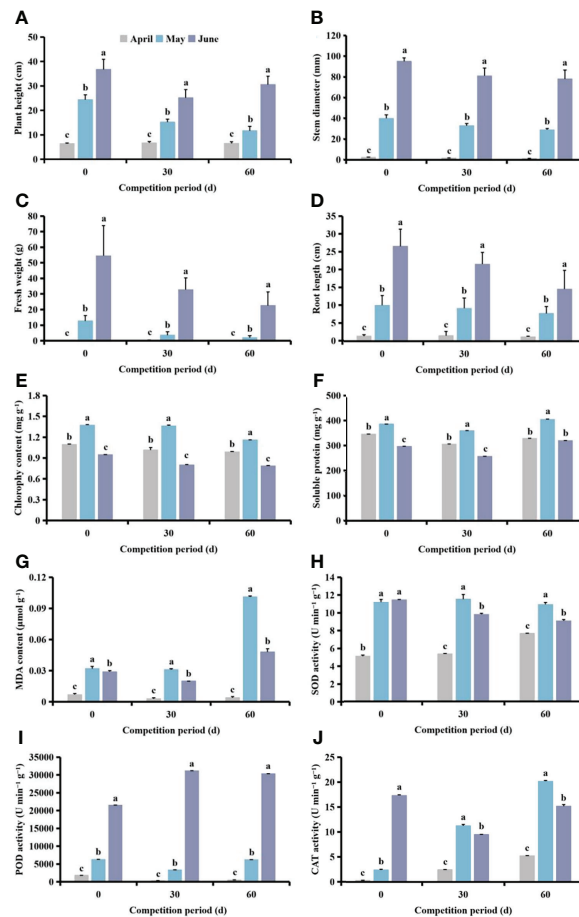 A
April May June
Plant height (cm)
50
40
30
20
10
0
c b a
c b a
c b a
0 30 60
Competition period (d)
B
Stem diameter (mm)
120
100
80
60
40
20
0
c b a
c b a
c b a
0 30 60
Competition period (d)
C
Fresh weight (g)
80
70
60
50
40
30
20
10
0
c b a
c b a
c b a
0 30 60
Competition period (d)
D
Root length (cm)
35
30
25
20
15
10
5
0
c b a
c b a
c b a
0 30 60
Competition period (d)
E
Chlorophy content (mg g⁻¹)
1.8
1.5
1.2
0.9
0.6
0.3
0
b a c
b a c
b a c
0 30 60
Competition period (d)
F
Soluble protein (mg g⁻¹)
500
400
300
200
100
0
b a c
b a c
b a c
0 30 60
Competition period (d)
G
MDA content (μmol g⁻¹)
0.12
0.09
0.06
0.03
0
c a b
c a b
c a b
0 30 60
Competition period (d)
H
SOD activity (U min⁻¹ g⁻¹)
14
12
10
8
6
4
2
0
b a a
c a b
c a b
0 30 60
Competition period (d)
I
POD activity (U min⁻¹ g⁻¹)
35000
30000
25000
20000
15000
10000
5000
0
c b a
c b a
c b a
0 30 60
Competition period (d)
J
CAT activity (U min⁻¹ g⁻¹)
25
20
15
10
5
0
c b a
c a b
c a b
0 30 60
Competition period (d)